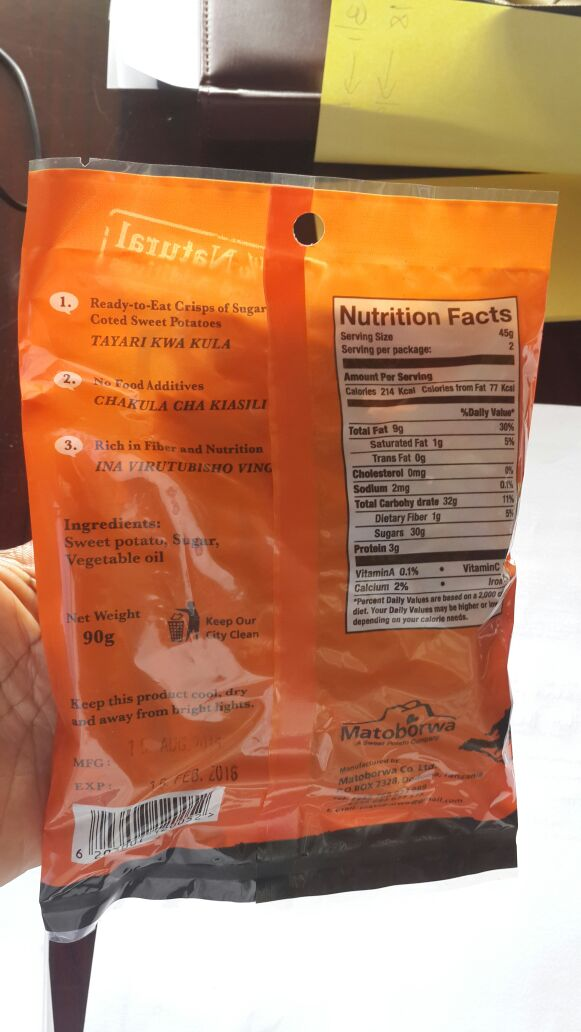 Natural
1.
Ready-to-Eat Crisps of Sugar
Coted Sweet Potatoes
TAYARI KWA KULA
2.
No Food Additives
CHAKULA CHA KIASILI
3.
Rich in Fiber and Nutrition
INA VIRUTUBISHO VING
Ingredients:
Sweet potato, Sugar,
Vegetable oil
Net Weight
90g
Keep Our
City Clean
Keep this product cool, dry
and away from bright lights.
MFG: AUG.
EXP: FEB. 2016
Nutrition Facts
Serving Size 45g
Serving per package: 2
Amount Per Serving
Calories 214 Kcal Calories from Fat 77 Kcal
%Daily Value*
Total Fat 9g 30%
Saturated Fat 1g 5%
Trans Fat 0g
Cholesterol 0mg 0%
Sodium 2mg 0.1%
Total Carbohy drate 32g 11%
Dietary Fiber 1g 5%
Sugars 30g
Protein 3g
VitaminA 0.1% • VitaminC
Calcium 2% • Iron
*Percent Daily Values are based on a 2,000
diet. Your Daily Values may be higher or
depending on your calorie needs.
Matoborwa
A Sweet Potato Company
Manufactured by
Matoborwa Co. Ltd.
P.O.BOX 7328, Tanzania